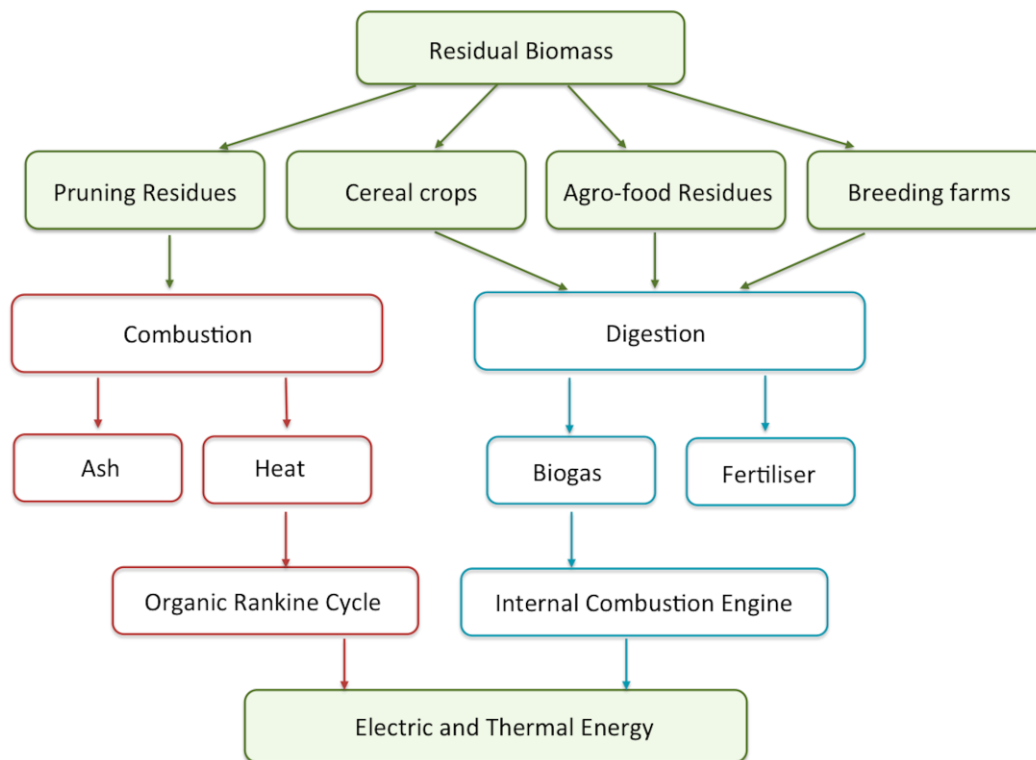 Residual Biomass
Pruning Residues
Cereal crops
Agro-food Residues
Breeding farms
Combustion
Digestion
Ash
Heat
Biogas
Fertiliser
Organic Rankine Cycle
Internal Combustion Engine
Electric and Thermal Energy